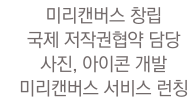 미리캔버스 창립
국제 저작권협약 담당
사진, 아이콘 개발
미리캔버스 서비스 런칭